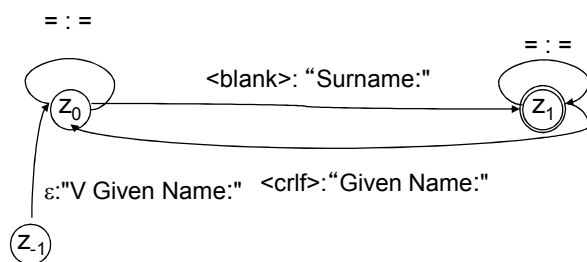 = : =
= : =
<blank>: “Surname:"
z0
z1
ε:"V Given Name:"
<crlf>:“Given Name:"
z-1